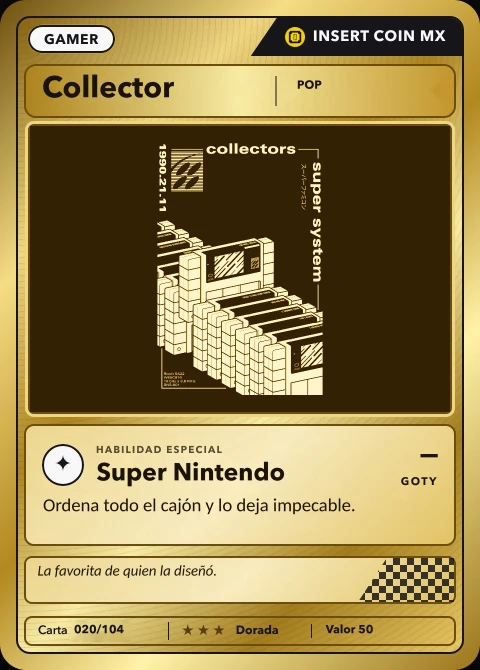 GAMER
INSERT COIN MX
Collector
POP
collectors
1990.21.11
super system
スーパーファミコン
HABILIDAD ESPECIAL
Super Nintendo
—
GOTY
Ordena todo el cajón y lo deja impecable.
La favorita de quien la diseñó.
Carta 020/104
★★★ Dorada
Valor 50